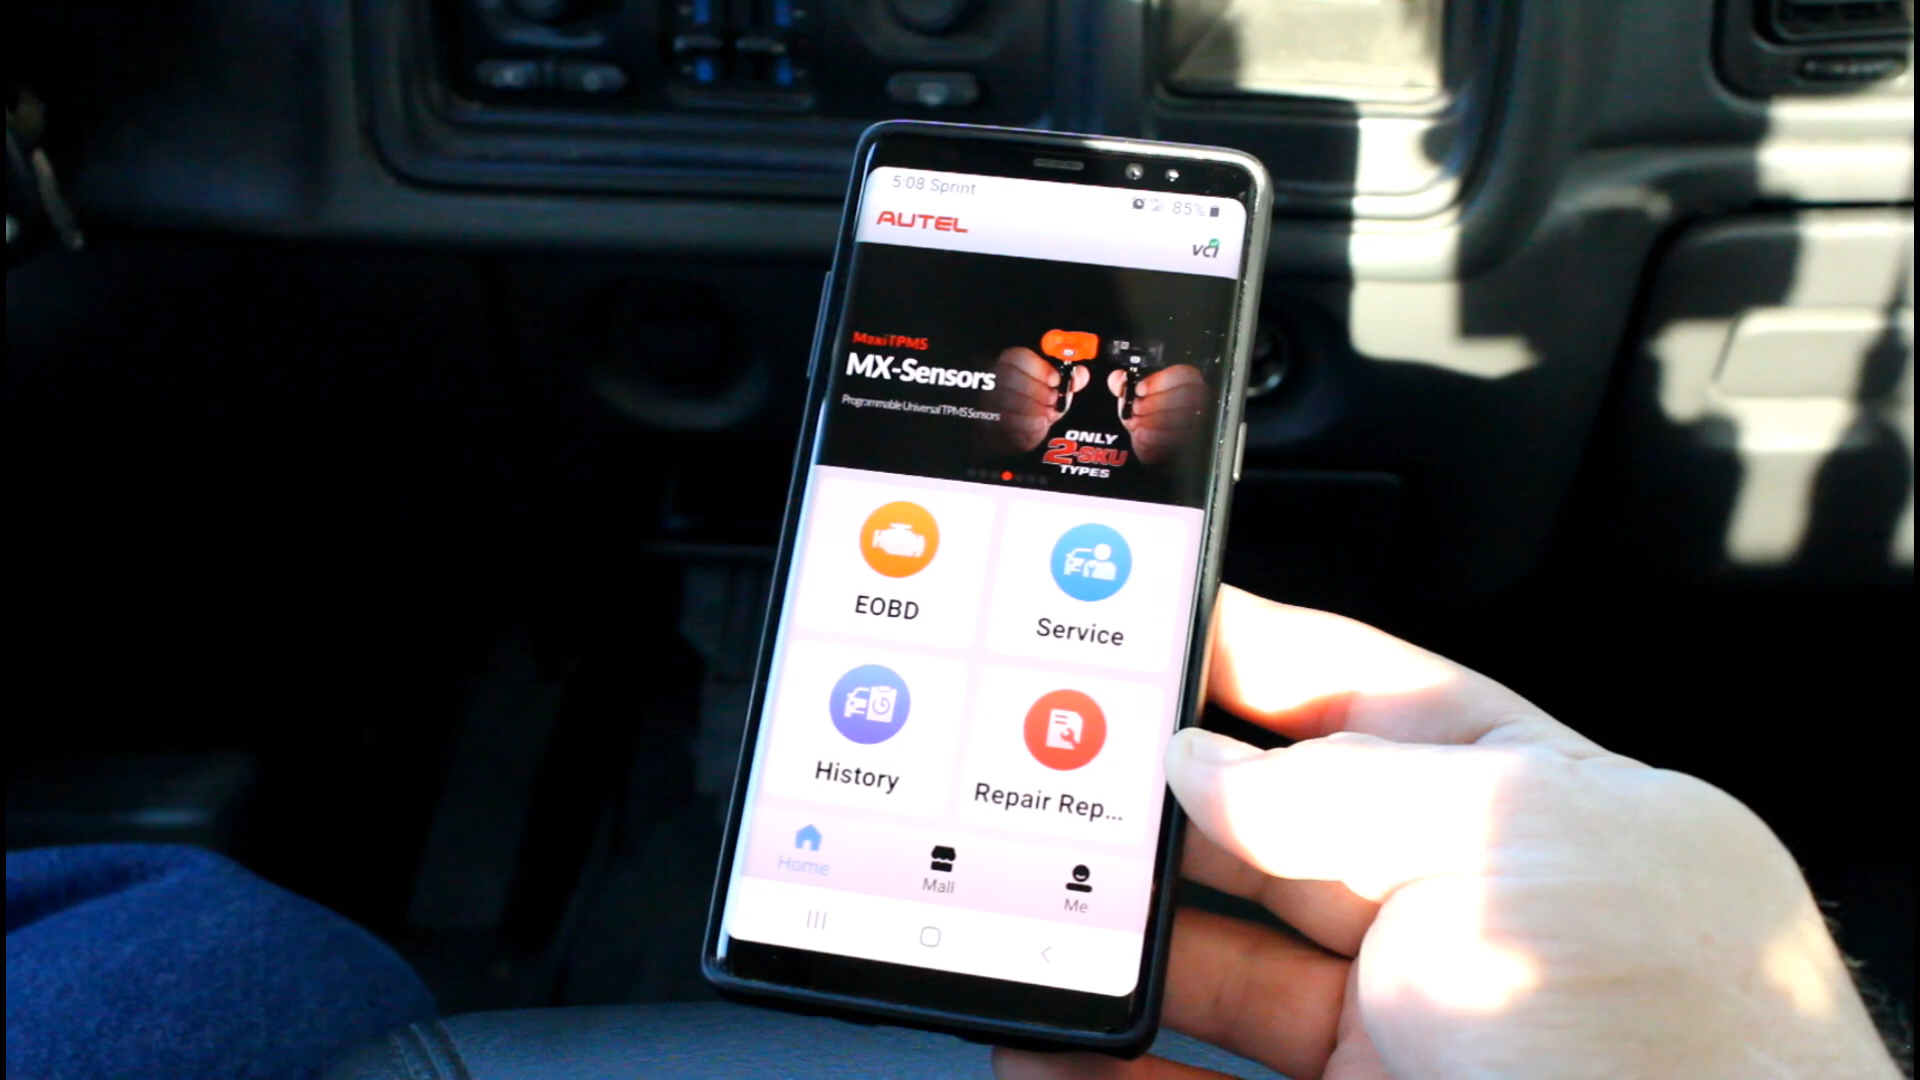 5:08 Sprint
85%
AUTEL
VCI
MaxiTPMS
MX-Sensors
Programmable Universal TPMS Sensors
ONLY
2-SKU
TYPES
EOBD
Service
History
Repair Rep...
Home
Mall
Me